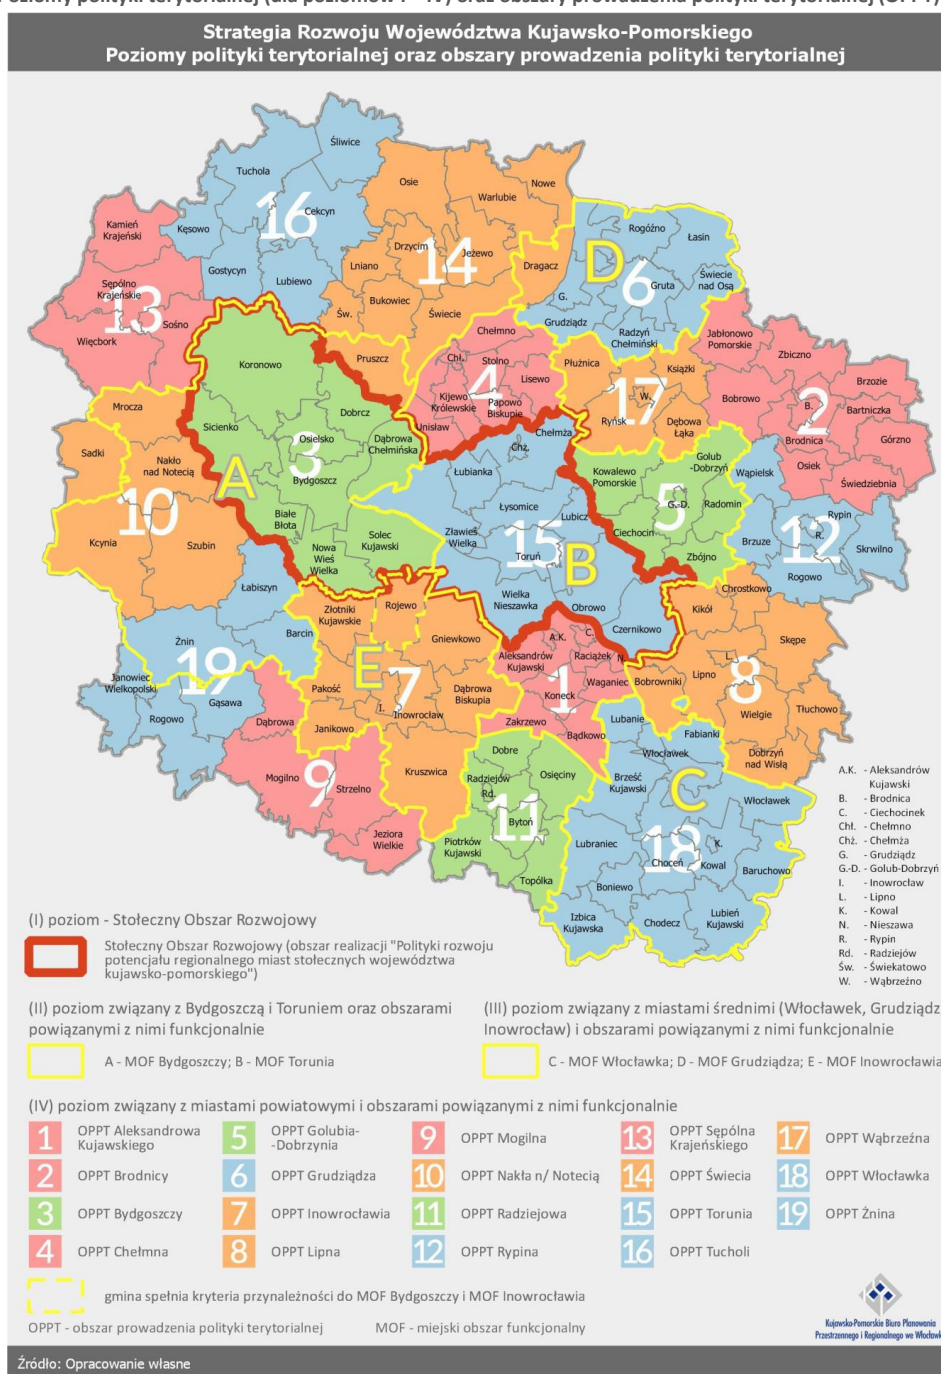 Poziomy polityki terytorialnej (dla poziomów I - IV) oraz obszary prowadzenia polityki terytorialnej (OPPT)
Strategia Rozwoju Województwa Kujawsko-Pomorskiego
Poziomy polityki terytorialnej oraz obszary prowadzenia polityki terytorialnej
Śliwice
Tuchola
Cekcyn
Kęsowo
16
Gostycyn
Lubiewo
Osie
Nowe
Warlubie
Drzycim
14
Jeżewo
Lniano
Dragacz
Bukowiec
Św.
Świecie
Pruszcz
Rogóźno
Łasin
D
6
Gruta
Świecie
nad Osą
G.
Grudziądz
Radzyń
Chełmiński
Kamień
Krajeński
Sępólno
Krajeńskie
13
Sośno
Więcbork
Chełmno
Chł.
Stolno
4
Lisewo
Kijewo
Królewskie
Papowo
Biskupie
Unisław
Płużnica
Książki
17
W.
Ryńsk
Dębowa
Łąka
Jabłonowo
Pomorskie
Zbiczno
Brzozie
Bobrowo
B.
2
Bartniczka
Brodnica
Górzno
Osiek
Świedziebnia
Koronowo
Dobrcz
Sicienko
Osielsko
3
Dąbrowa
Chełmińska
A
Bydgoszcz
Białe
Błota
Solec
Kujawski
Nowa
Wieś
Wielka
Mrocza
Sadki
Nakło
nad Notecią
10
Kcynia
Szubin
Chełmża
Chż.
Łubianka
Łysomice
Lubicz
Zławieś
Wielka
15
Toruń
B
Wielka
Nieszawka
Obrowo
Czernikowo
Golub
-Dobrzyń
Kowalewo
Pomorskie
5
G.-D.
Radomin
Ciechocin
Zbójno
Wąpielsk
Rypin
12
R.
Brzuze
Skrwilno
Rogowo
Łabiszyn
Barcin
Żnin
19
Janowiec
Wielkopolski
Gąsawa
Rogowo
Złotniki
Kujawskie
Rojewo
Gniewkowo
E
Pakość
7
Dąbrowa
Biskupia
I.
Inowrocław
Janikowo
Kruszwica
A.K.
C.
Aleksandrów
Kujawski
Raciążek
N.
Koneck
1
Waganiec
Zakrzewo
Bądkowo
Chrostkowo
Kikół
Skępe
L.
Lipno
8
Bobrowniki
Wielgie
Tłuchowo
Dobrzyń
nad Wisłą
Dąbrowa
Mogilno
9
Strzelno
Jeziora
Wielkie
Dobre
Radziejów
Osięciny
Rd.
11
Bytoń
Piotrków
Kujawski
Topólka
Lubanie
Fabianki
Włocławek
Brześć
Kujawski
C
Włocławek
Lubraniec
18
K.
Choceń
Kowal
Baruchowo
Boniewo
Izbica
Kujawska
Chodecz
Lubień
Kujawski
A.K. - Aleksandrów
Kujawski
B. - Brodnica
C. - Ciechocinek
Chł. - Chełmno
Chż. - Chełmża
G. - Grudziądz
G.-D. - Golub-Dobrzyń
I. - Inowrocław
L. - Lipno
K. - Kowal
N. - Nieszawa
R. - Rypin
Rd. - Radziejów
Św. - Świekatowo
W. - Wąbrzeźno
(I) poziom - Stołeczny Obszar Rozwojowy
Stołeczny Obszar Rozwojowy (obszar realizacji "Polityki rozwoju
potencjału regionalnego miast stołecznych województwa
kujawsko-pomorskiego")
(II) poziom związany z Bydgoszczą i Toruniem oraz obszarami
powiązanymi z nimi funkcjonalnie
A - MOF Bydgoszczy; B - MOF Torunia
(III) poziom związany z miastami średnimi (Włocławek, Grudziądz
Inowrocław) i obszarami powiązanymi z nimi funkcjonalnie
C - MOF Włocławka; D - MOF Grudziądza; E - MOF Inowrocławia
(IV) poziom związany z miastami powiatowymi i obszarami powiązanymi z nimi funkcjonalnie
1 OPPT Aleksandrowa
Kujawskiego
2 OPPT Brodnicy
3 OPPT Bydgoszczy
4 OPPT Chełmna
5 OPPT Golubia-
-Dobrzynia
6 OPPT Grudziądza
7 OPPT Inowrocławia
8 OPPT Lipna
9 OPPT Mogilna
10 OPPT Nakła n/ Notecią
11 OPPT Radziejowa
12 OPPT Rypina
13 OPPT Sępólna
Krajeńskiego
14 OPPT Świecia
15 OPPT Torunia
16 OPPT Tucholi
17 OPPT Wąbrzeźna
18 OPPT Włocławka
19 OPPT Żnina
gmina spełnia kryteria przynależności do MOF Bydgoszczy i MOF Inowrocławia
OPPT - obszar prowadzenia polityki terytorialnej
MOF - miejski obszar funkcjonalny
Kujawsko-Pomorskie Biuro Planowania
Przestrzennego i Regionalnego we Włocławk
Źródło: Opracowanie własne